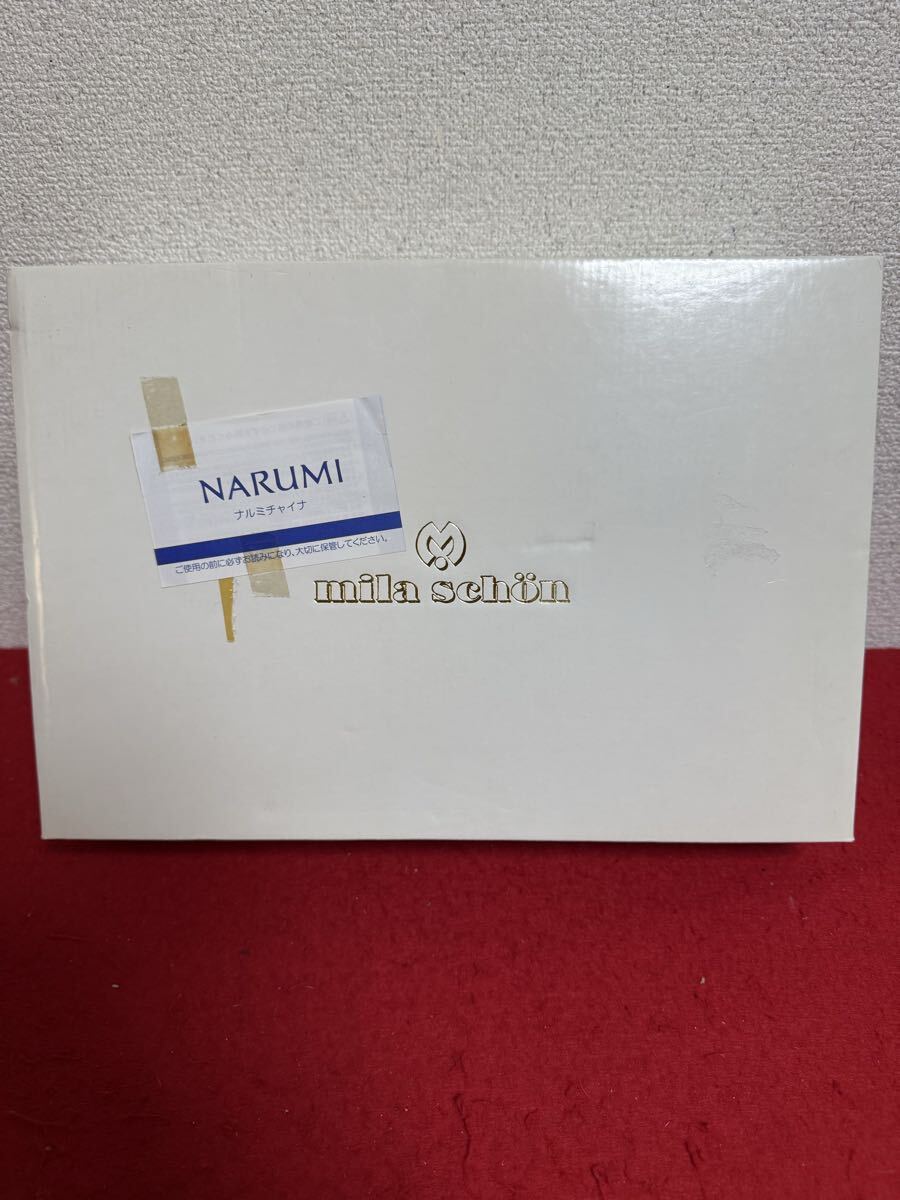 NARUMI
ナルミチャイナ
ご使用の前に必ずお読みになり、大切に保管してください。
mila schön